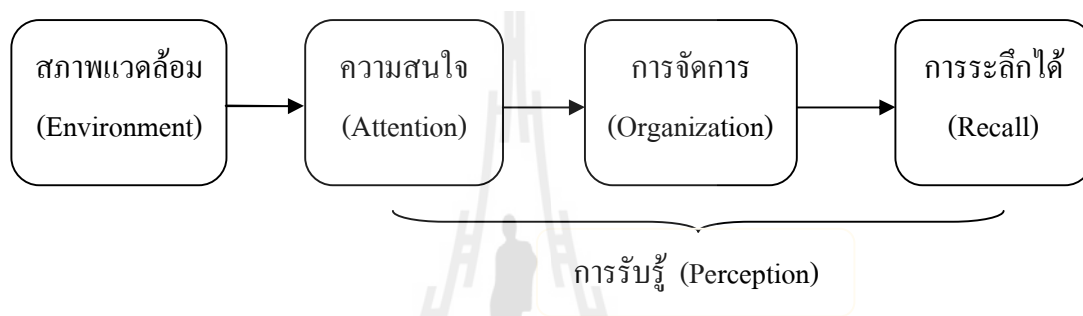 สภาพแวดล้อม
(Environment)
ความสนใจ
(Attention)
การจัดการ
(Organization)
การระลึกได้
(Recall)
การรับรู้ (Perception)